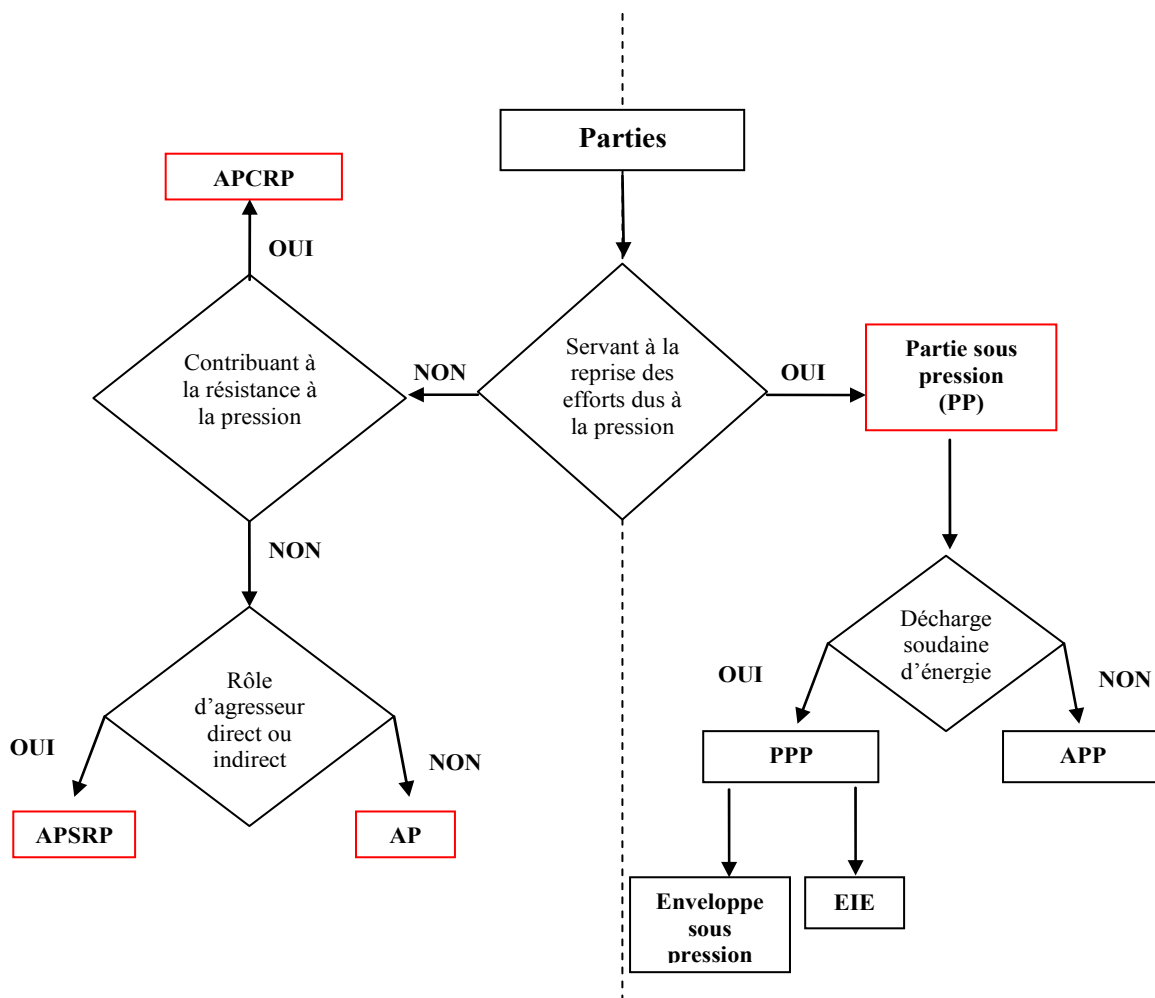 Parties
APCRP
OUI
Contribuant à
la résistance à
la pression
NON
Servant à la
reprise des
efforts dus à
la pression
OUI
Partie sous
pression
(PP)
NON
Rôle
d’agresseur
direct ou
indirect
OUI
NON
APSRP
AP
Décharge
soudaine
d’énergie
OUI
NON
PPP
APP
Enveloppe
sous
pression
EIE